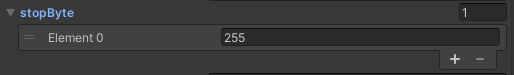 stopByte 1
Element 0 255
+ −